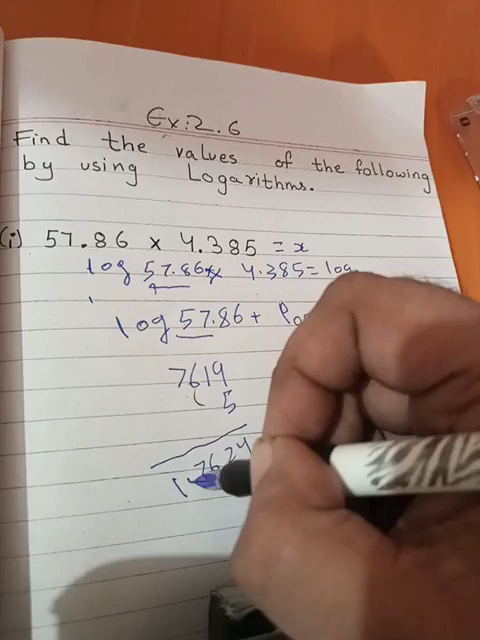 Ex:2.6
Find the values of the following
by using Logarithms.
(i) 57.86 × 4.385 = x
log 57.86 × 4.385 = log
log 57.86 +
7619
5
7624